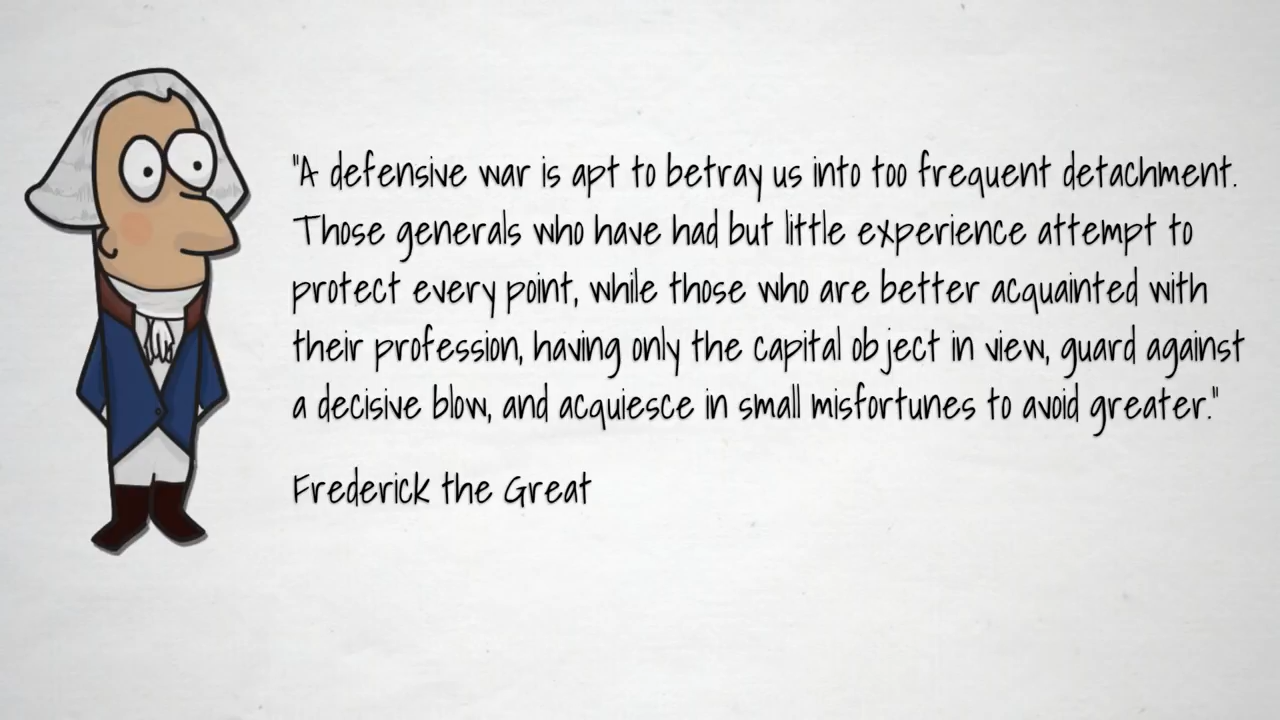 "A defensive war is apt to betray us into too frequent detachment.
Those generals who have had but little experience attempt to
protect every point, while those who are better acquainted with
their profession, having only the capital object in view, guard against
a decisive blow, and acquiesce in small misfortunes to avoid greater."
Frederick the Great